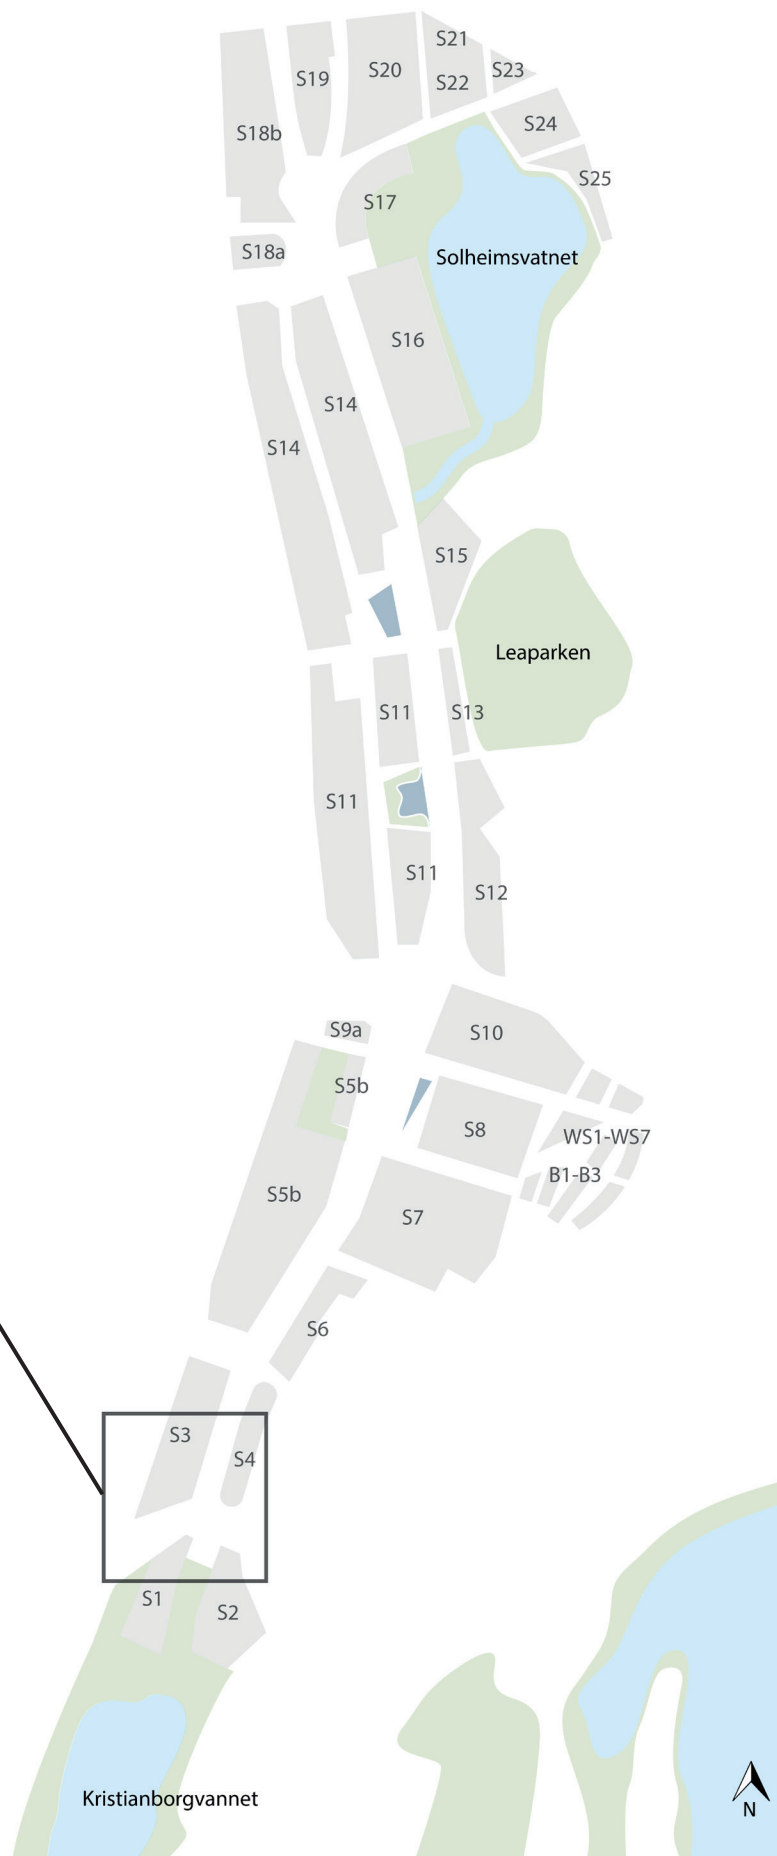 S21
S20
S23
S19
S22
S24
S18b
S25
S17
S18a
Solheimsvatnet
S16
S14
S14
S15
Leaparken
S11
S13
S11
S11
S12
S9a
S10
S5b
S8
WS1-WS7
B1-B3
S5b
S7
S6
S3
S4
S1
S2
Kristianborgvannet
N